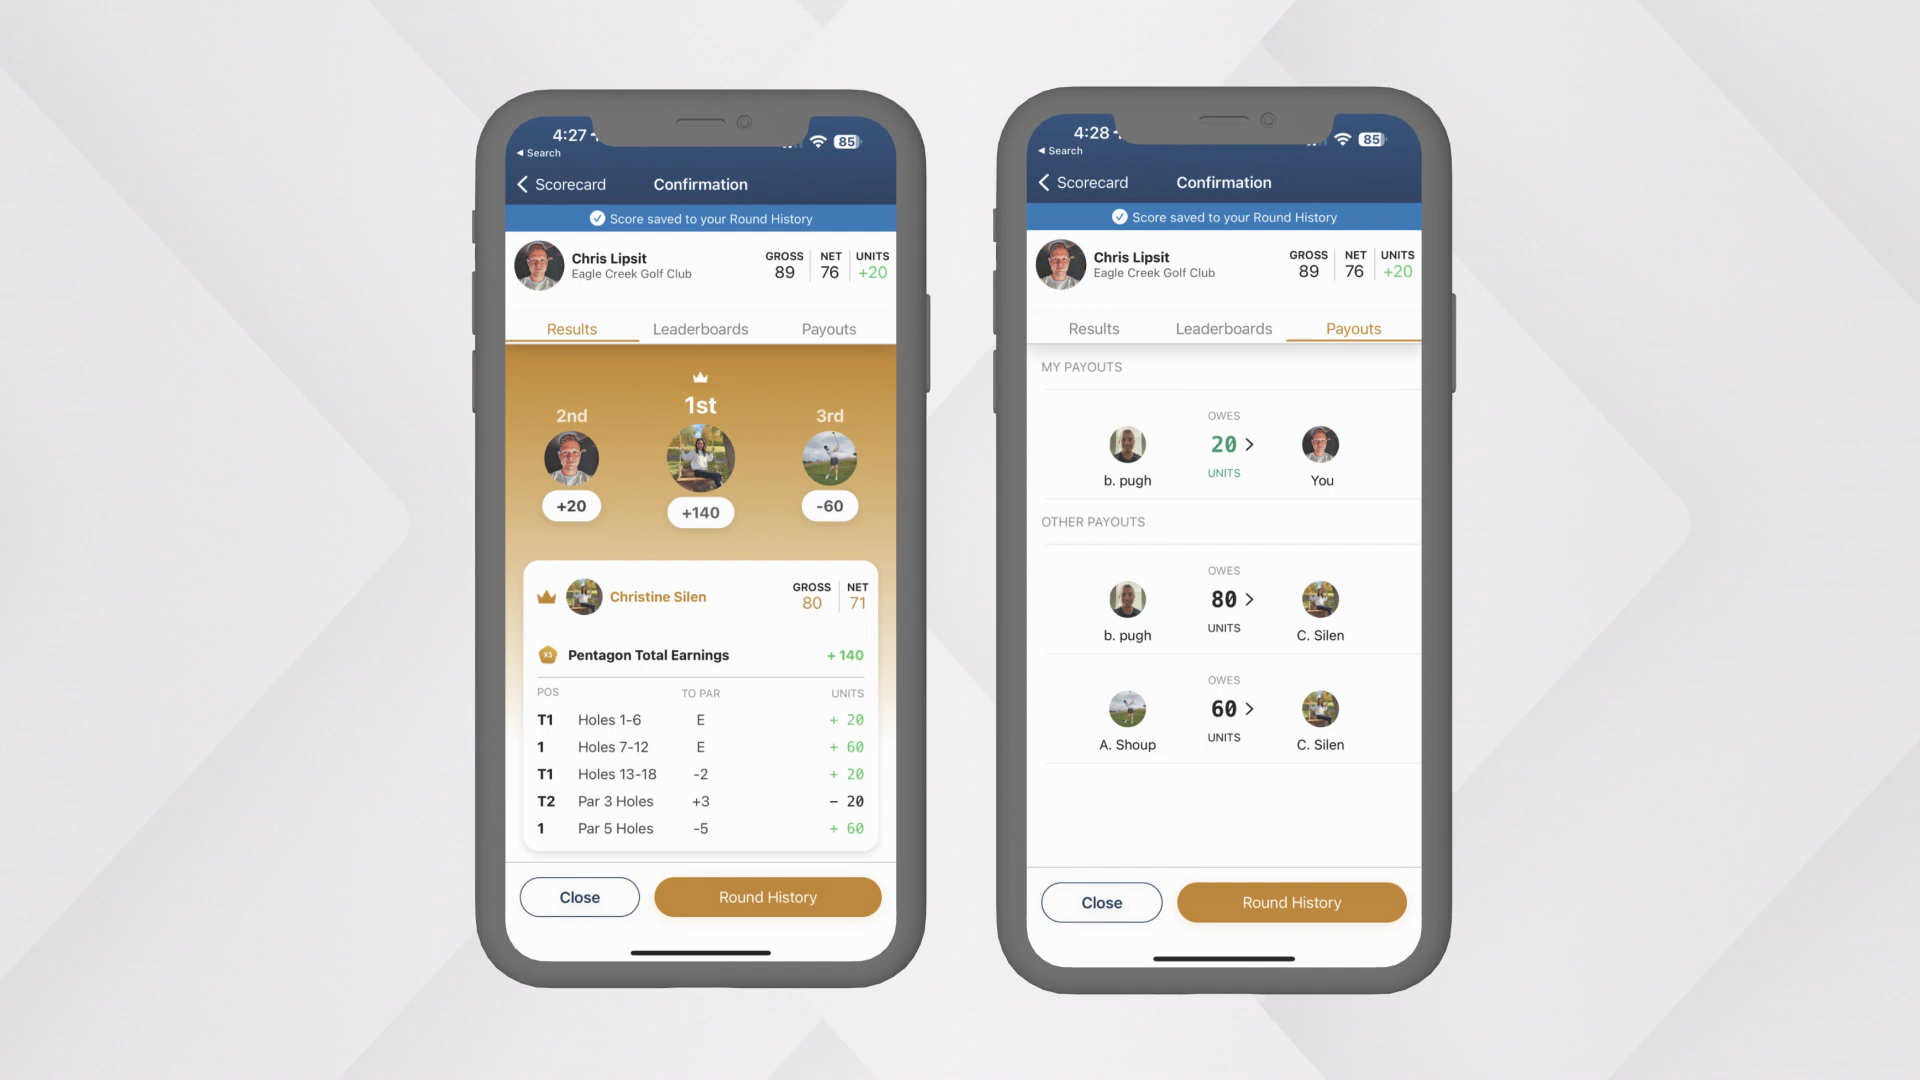 4:27
85
Search
Scorecard
Confirmation
Score saved to your Round History
Chris Lipsit
Eagle Creek Golf Club
GROSS NET UNITS
89 76 +20
Results Leaderboards Payouts
1st
2nd
3rd
+20
+140
-60
Christine Silen
GROSS NET
80 71
X5
Pentagon Total Earnings + 140
POS TO PAR UNITS
T1 Holes 1-6 E + 20
1 Holes 7-12 E + 60
T1 Holes 13-18 -2 + 20
T2 Par 3 Holes +3 – 20
1 Par 5 Holes -5 + 60
Close
Round History
4:28
85
Search
Scorecard
Confirmation
Score saved to your Round History
Chris Lipsit
Eagle Creek Golf Club
GROSS NET UNITS
89 76 +20
Results Leaderboards Payouts
MY PAYOUTS
OWES
20
UNITS
b. pugh
You
OTHER PAYOUTS
OWES
80
UNITS
b. pugh
C. Silen
OWES
60
UNITS
A. Shoup
C. Silen
Close
Round History